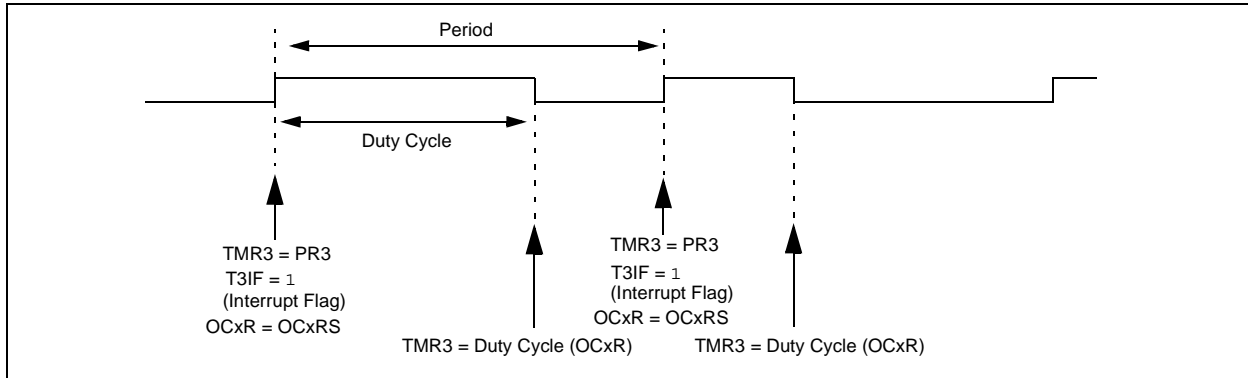 Period
Duty Cycle
TMR3 = PR3
T3IF = 1
(Interrupt Flag)
OCxR = OCxRS
TMR3 = Duty Cycle (OCxR)
TMR3 = PR3
T3IF = 1
(Interrupt Flag)
OCxR = OCxRS
TMR3 = Duty Cycle (OCxR)